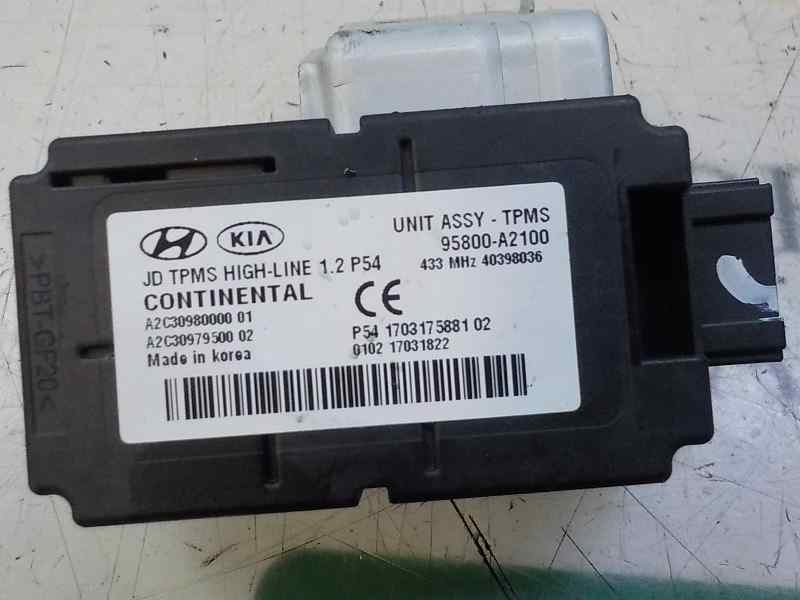 KIA
UNIT ASSY - TPMS
95800-A2100
433 MHz 40398036
JD TPMS HIGH-LINE 1.2 P54
CONTINENTAL
CE
A2C30980000 01
A2C30979500 02
Made in korea
P54 1703175881 02
0102 17031822
>PBT-GF20<